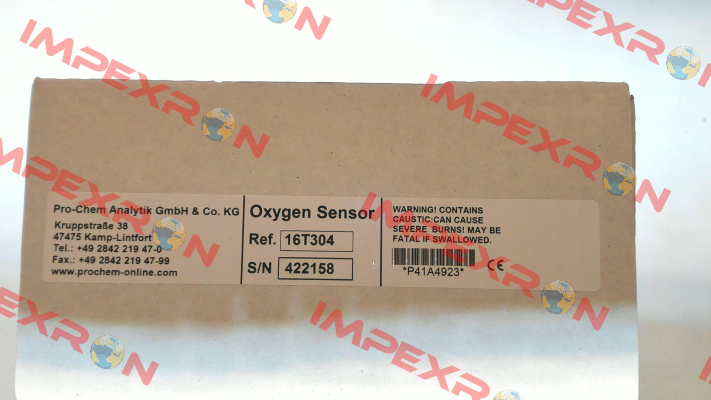 Pro-Chem Analytik GmbH & Co. KG
Kruppstraße 38
47475 Kamp-Lintfort
Tel.: +49 2842 219 47-0
Fax.: +49 2842 219 47-99
www.prochem-online.com
Oxygen Sensor
Ref. 16T304
S/N 422158
WARNING! CONTAINS
CAUSTIC:CAN CAUSE
SEVERE BURNS! MAY BE
FATAL IF SWALLOWED.
*P41A4923*
CE
IMPEXRON
IMPEXRON
IMPEXRON
IMPEXRON
IMPEXRON
IMPEXRON